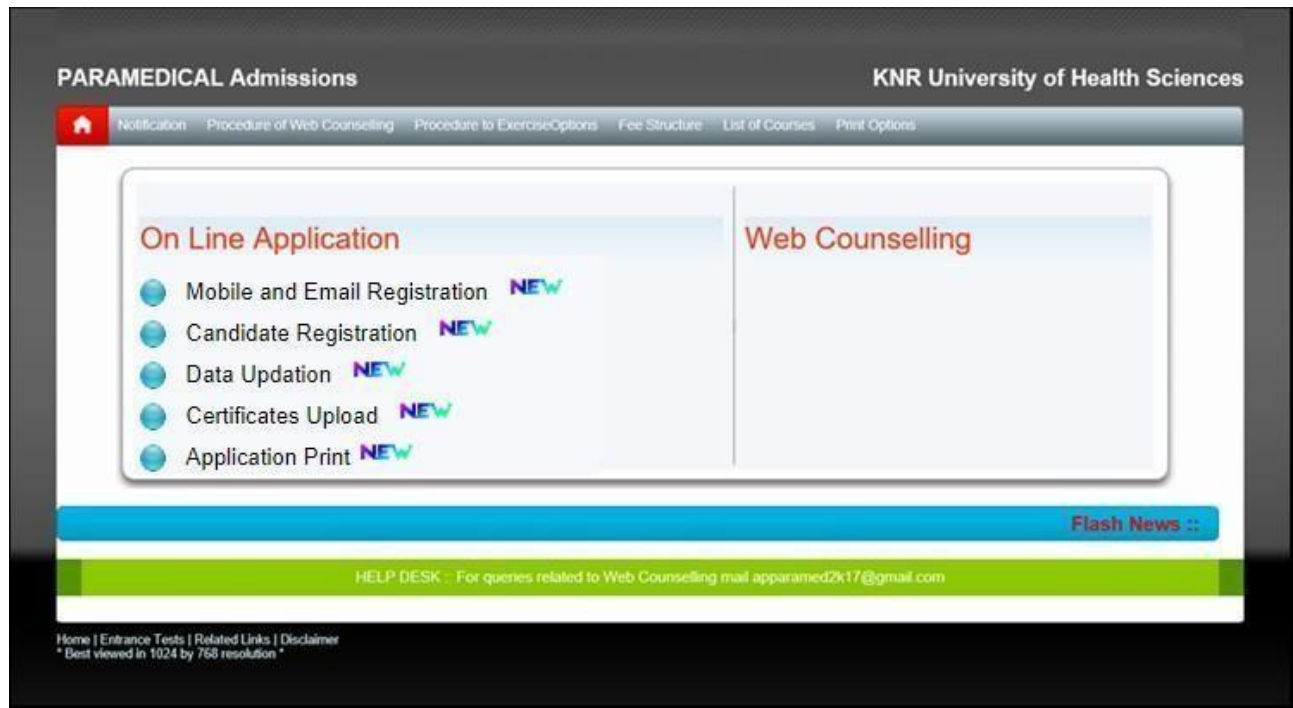 PARAMEDICAL Admissions
KNR University of Health Sciences
Notification Procedure of Web Counselling Procedure to ExerciseOptions Fee Structure List of Courses Print Options
On Line Application
Mobile and Email Registration NEW
Candidate Registration NEW
Data Updation NEW
Certificates Upload NEW
Application Print NEW
Web Counselling
Flash News ::
HELP DESK :: For queries related to Web Counselling mail apparamed2k17@gmail.com
Home | Entrance Tests | Related Links | Disclaimer
* Best viewed in 1024 by 768 resolution *